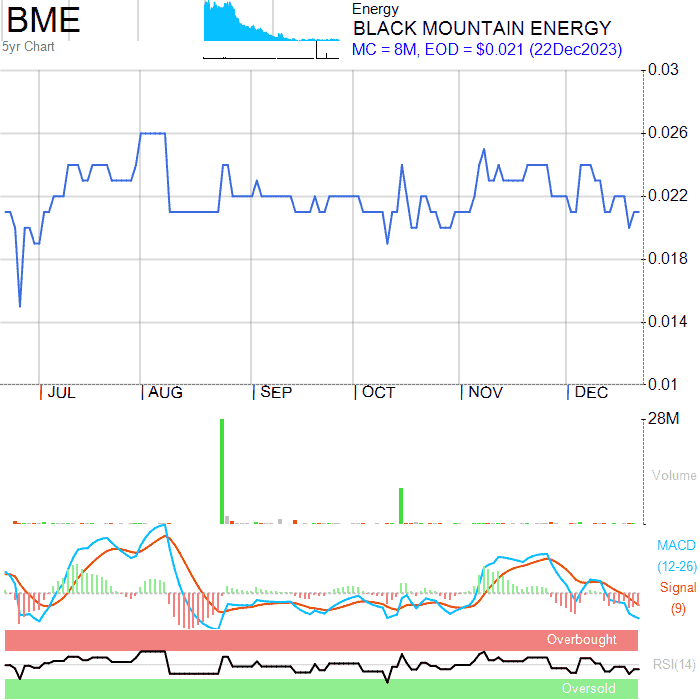 BME
5yr Chart
Energy
BLACK MOUNTAIN ENERGY
MC = 8M, EOD = $0.021 (22Dec2023)
0.03
0.026
0.022
0.018
0.014
0.01
JUL AUG SEP OCT NOV DEC
28M
Volume
MACD
(12-26)
Signal
(9)
Overbought
RSI(14)
Oversold